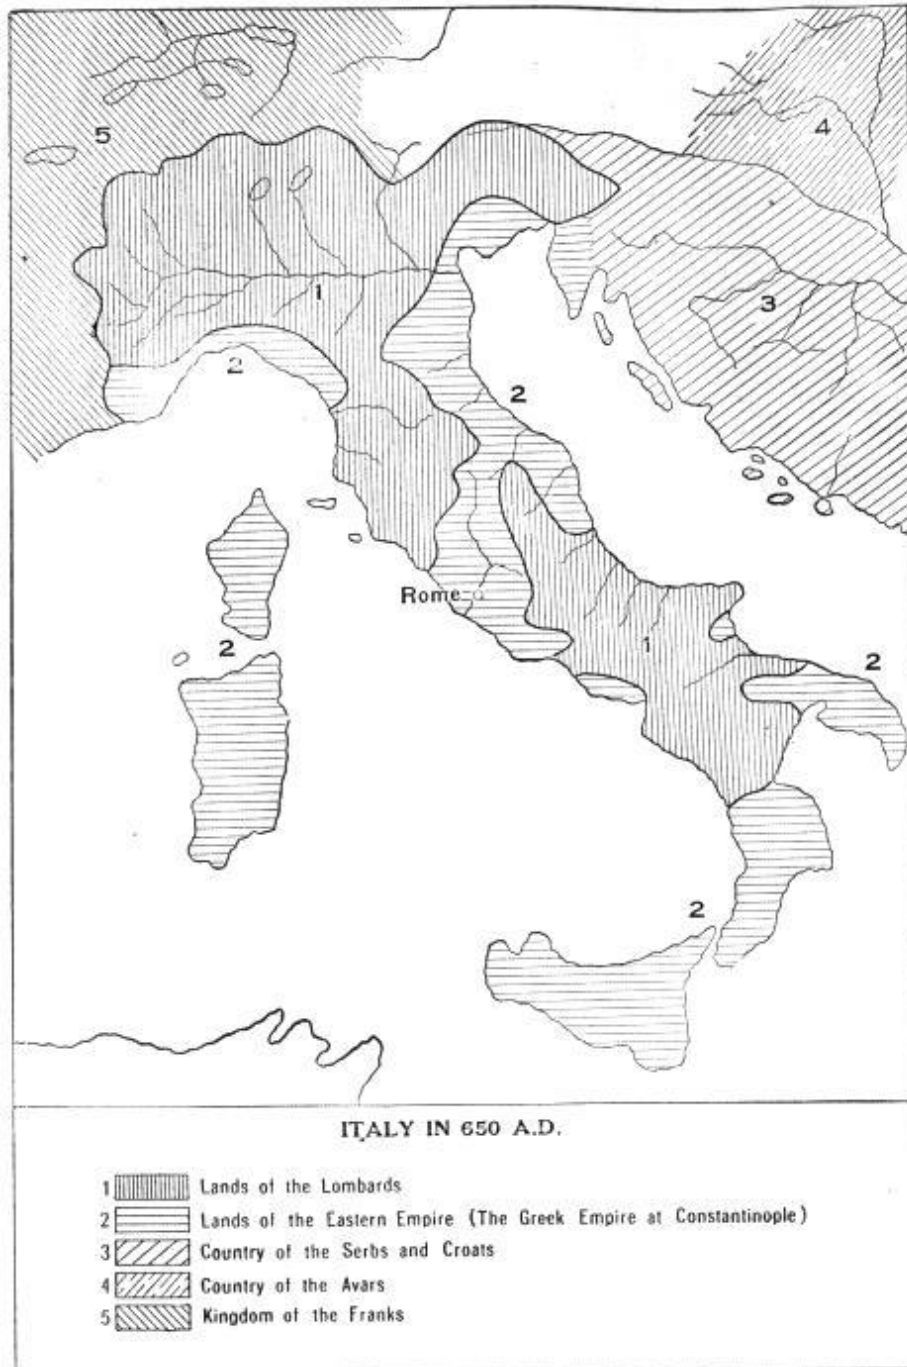 5
4
3
1
2
2
Rome
2
1
2
2
ITALY IN 650 A.D.
1 Lands of the Lombards
2 Lands of the Eastern Empire (The Greek Empire at Constantinople)
3 Country of the Serbs and Croats
4 Country of the Avars
5 Kingdom of the Franks